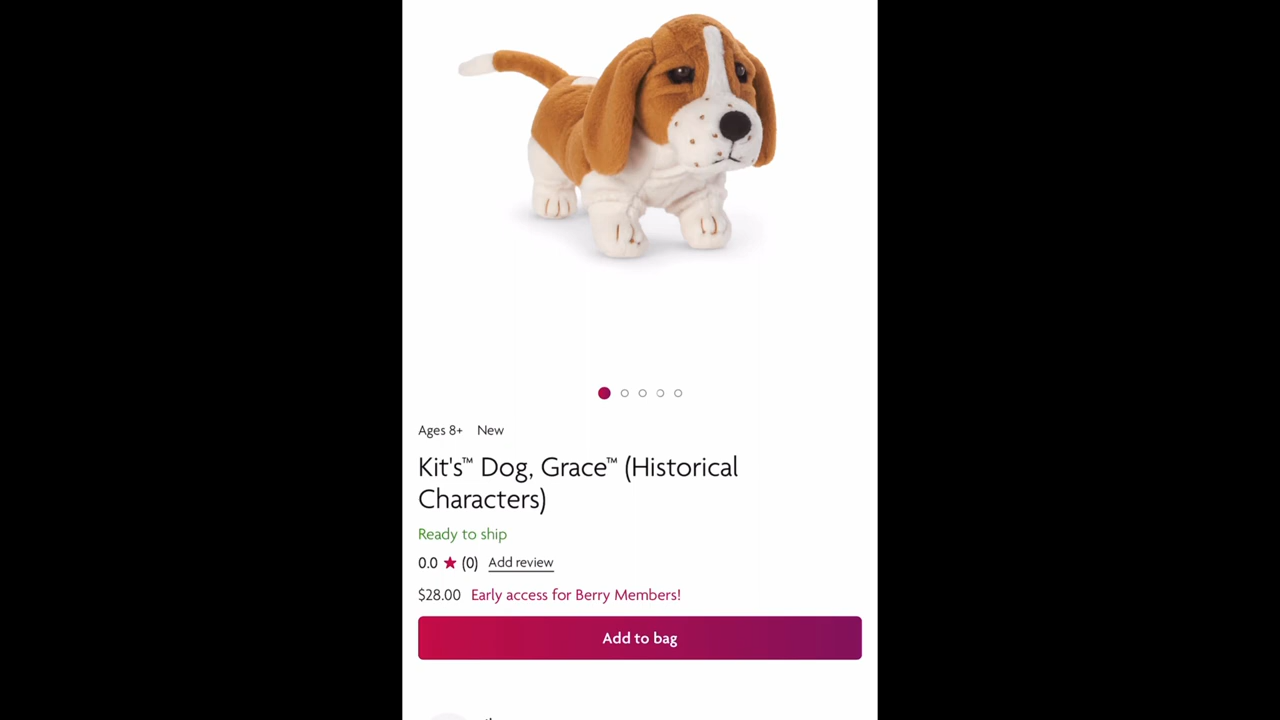 Ages 8+ New
Kit's™ Dog, Grace™ (Historical
Characters)
Ready to ship
0.0 ★ (0) Add review
$28.00 Early access for Berry Members!
Add to bag